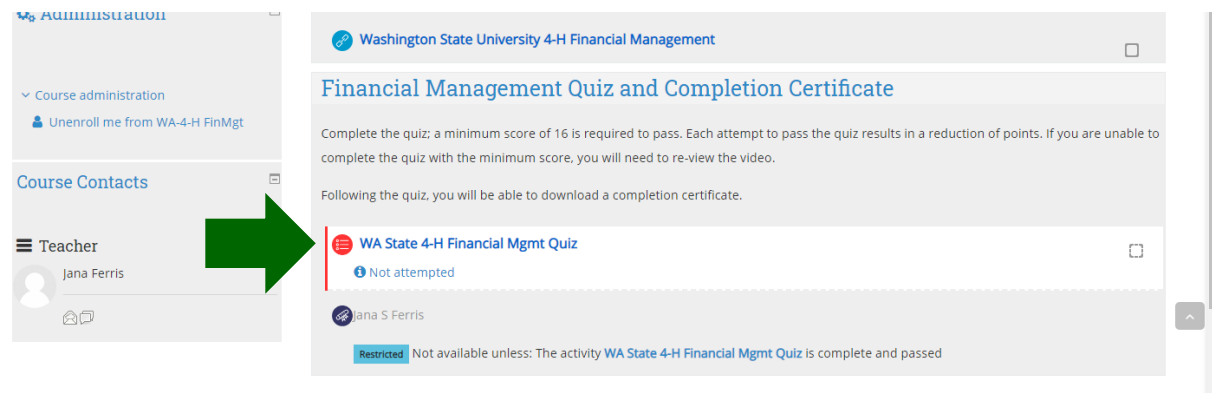 Administration
Course administration
Unenroll me from WA-4-H FinMgt
Course Contacts
Teacher
Jana Ferris
Washington State University 4-H Financial Management
Financial Management Quiz and Completion Certificate
Complete the quiz; a minimum score of 16 is required to pass. Each attempt to pass the quiz results in a reduction of points. If you are unable to
complete the quiz with the minimum score, you will need to re-view the video.
Following the quiz, you will be able to download a completion certificate.
WA State 4-H Financial Mgmt Quiz
Not attempted
Jana S Ferris
Restricted Not available unless: The activity WA State 4-H Financial Mgmt Quiz is complete and passed